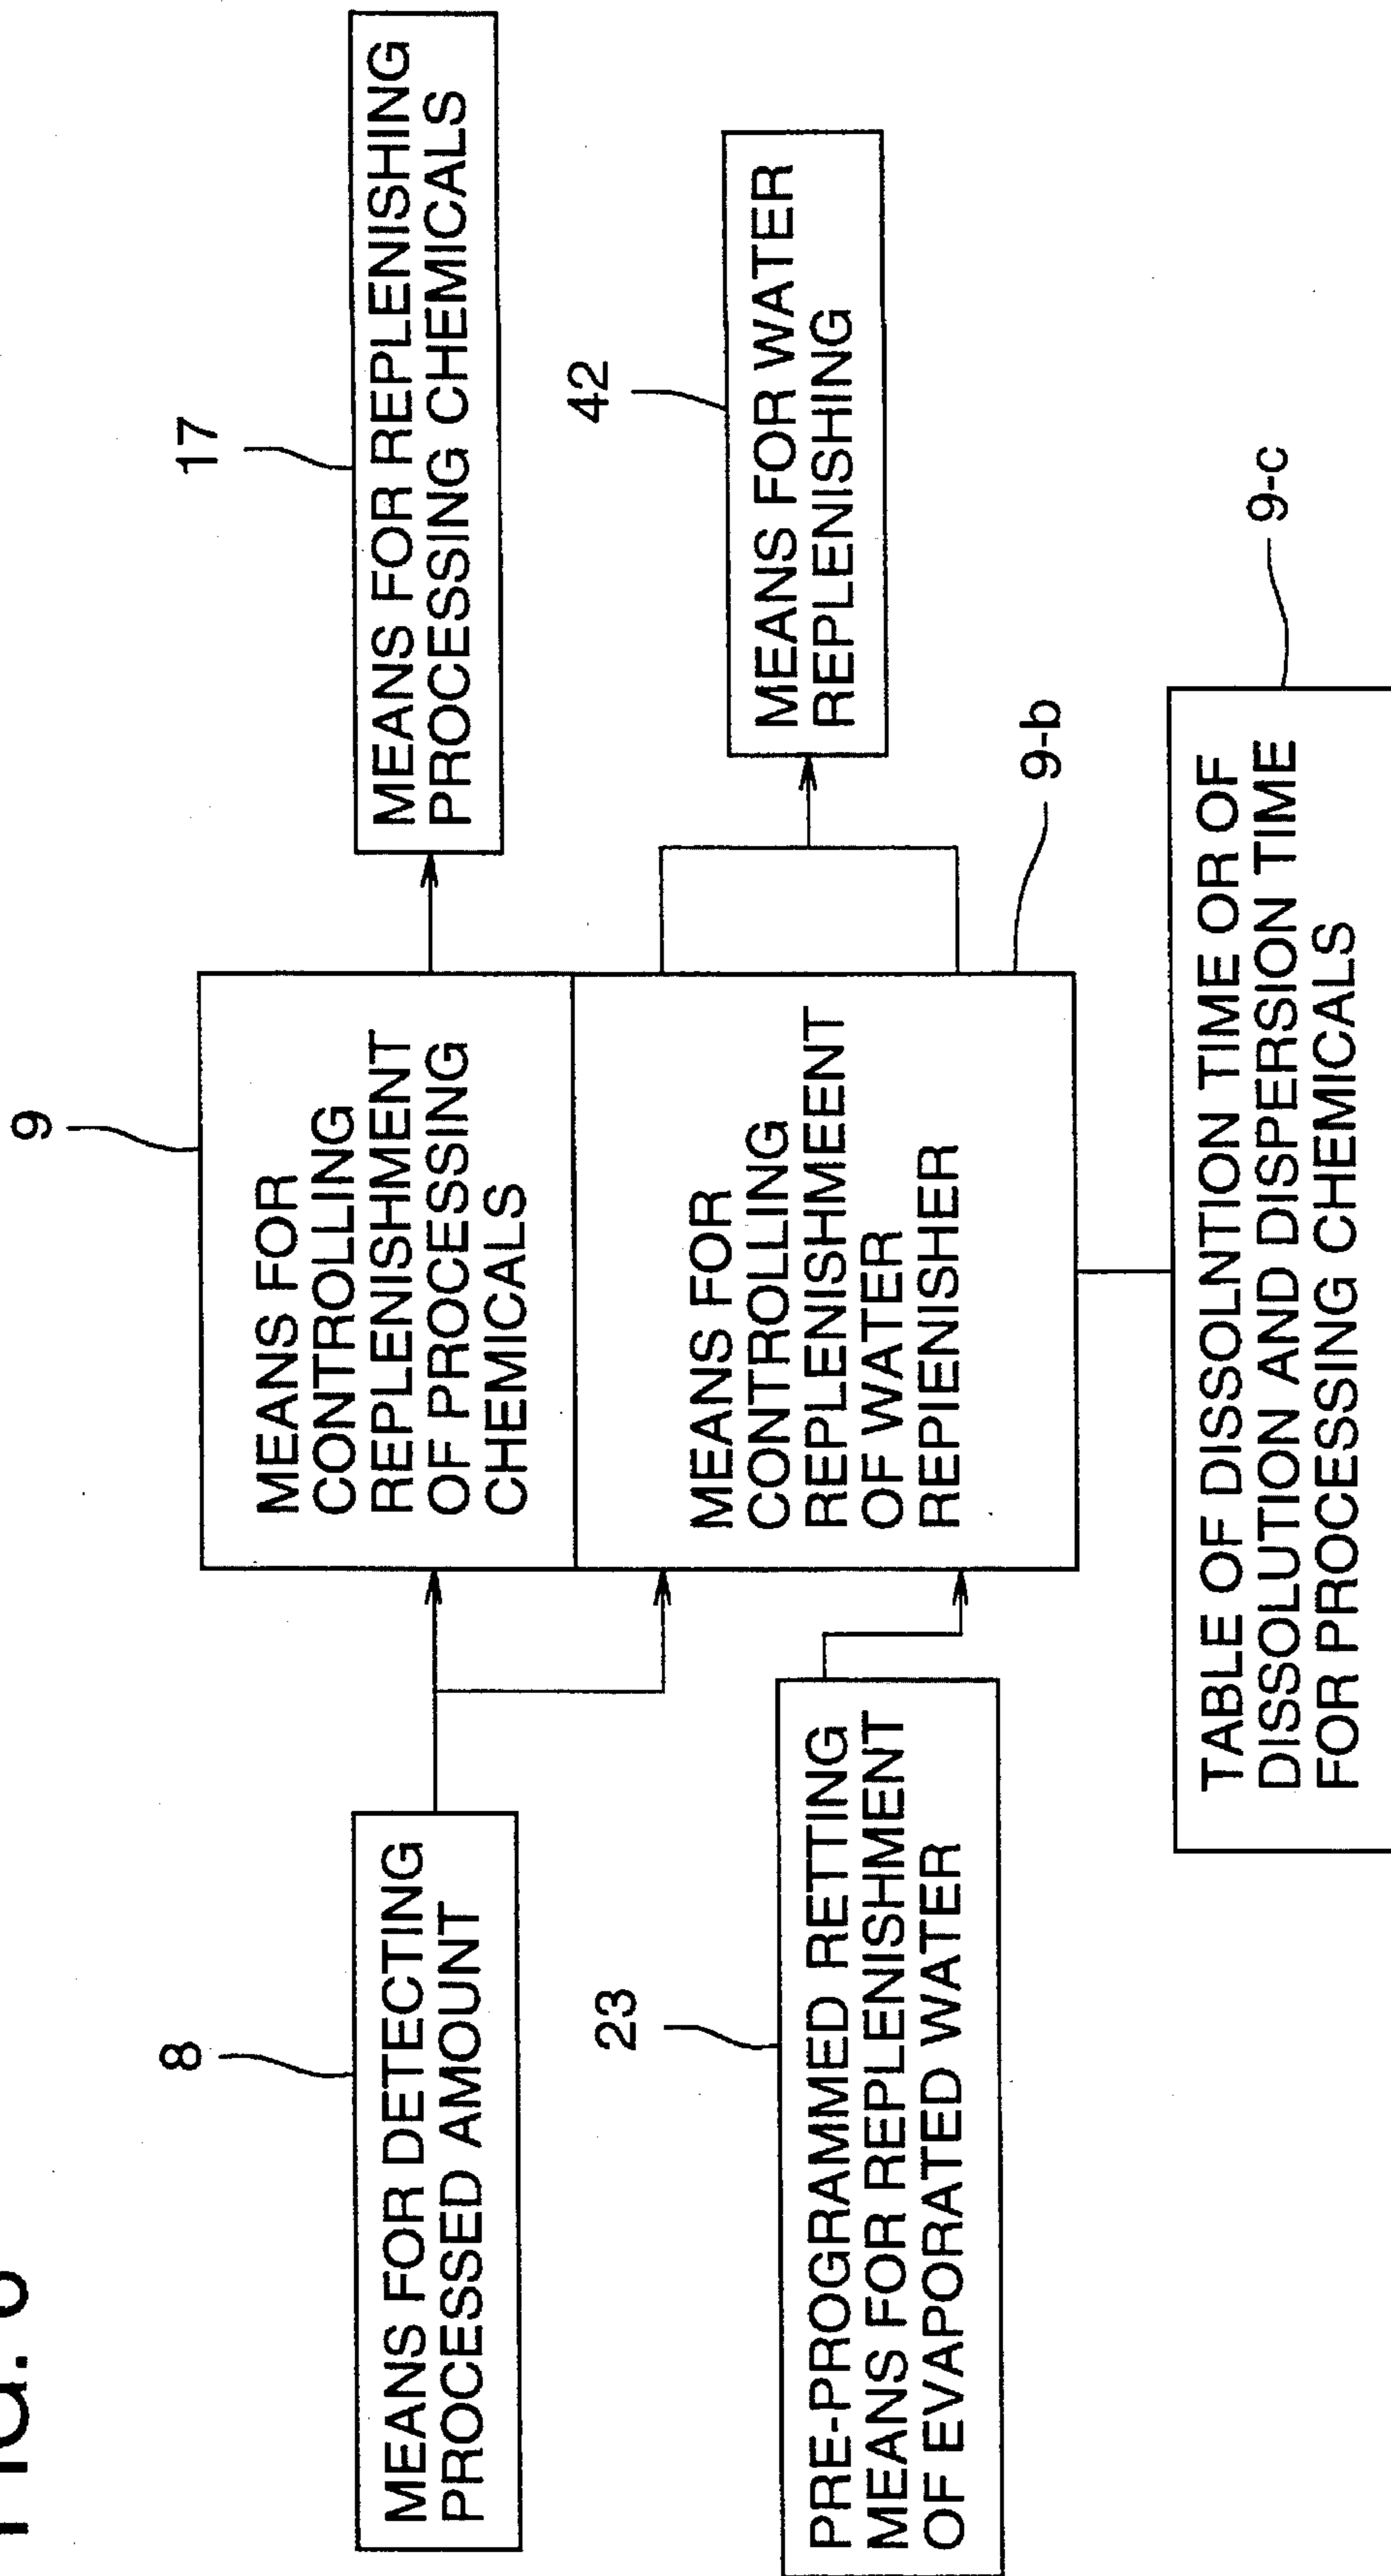 8
MEANS FOR DETECTING
PROCESSED AMOUNT
23
PRE-PROGRAMMED RETTING
MEANS FOR REPLENISHMENT
OF EVAPORATED WATER
9
MEANS FOR
CONTROLLING
REPLENISHMENT
OF PROCESSING
CHEMICALS
MEANS FOR
CONTROLLING
REPLENISHMEENT
OF WATER
REPIENISHER
9-b
17
MEANS FOR REPLENISHING
PROCESSING CHEMICALS
42
MEANS FOR WATER
REPLENISHING
9-c
TABLE OF DISSOLNTION TIME OR OF
DISSOLUTION AND DISPERSION TIME
FOR PROCESSING CHEMICALS